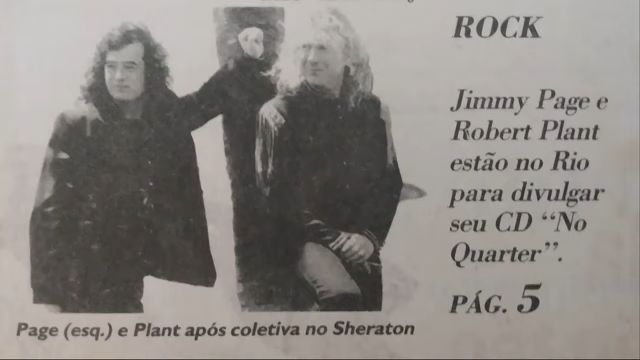 ROCK
Jimmy Page e
Robert Plant
estão no Rio
para divulgar
seu CD “No
Quarter”.
PÁG. 5
Page (esq.) e Plant após coletiva no Sheraton